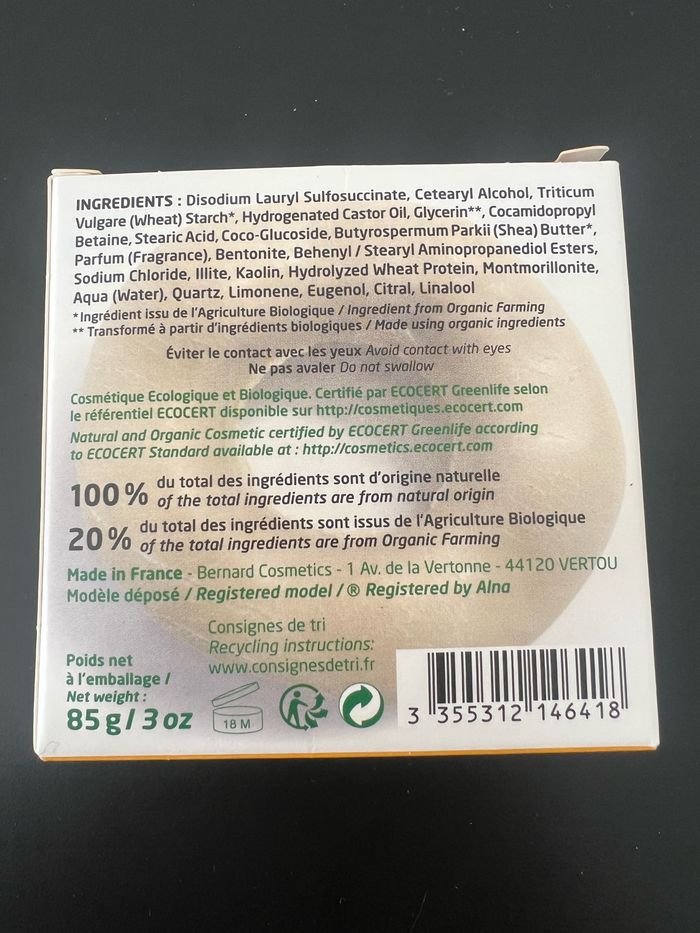 INGREDIENTS : Disodium Lauryl Sulfosuccinate, Cetearyl Alcohol, Triticum
Vulgare (Wheat) Starch*, Hydrogenated Castor Oil, Glycerin**, Cocamidopropyl
Betaine, Stearic Acid, Coco-Glucoside, Butyrospermum Parkii (Shea) Butter*,
Parfum (Fragrance), Bentonite, Behenyl / Stearyl Aminopropanediol Esters,
Sodium Chloride, Illite, Kaolin, Hydrolyzed Wheat Protein, Montmorillonite,
Aqua (Water), Quartz, Limonene, Eugenol, Citral, Linalool
*Ingrédient issu de l'Agriculture Biologique / Ingredient from Organic Farming
** Transformé à partir d'ingrédients biologiques / Made using organic ingredients
Éviter le contact avec les yeux Avoid contact with eyes
Ne pas avaler Do not swallow
Cosmétique Ecologique et Biologique. Certifié par ECOCERT Greenlife selon
le référentiel ECOCERT disponible sur http://cosmetiques.ecocert.com
Natural and Organic Cosmetic certified by ECOCERT Greenlife according
to ECOCERT Standard available at : http://cosmetics.ecocert.com
100 % du total des ingrédients sont d'origine naturelle
of the total ingredients are from natural origin
20 % du total des ingrédients sont issus de l'Agriculture Biologique
of the total ingredients are from Organic Farming
Made in France - Bernard Cosmetics - 1 Av. de la Vertonne - 44120 VERTOU
Modèle déposé / Registered model / ® Registered by Alna
Consignes de tri
Recycling instructions:
www.consignesdetri.fr
Poids net
à l'emballage /
Net weight :
85 g / 3 oz
18 M
3 355312 146418